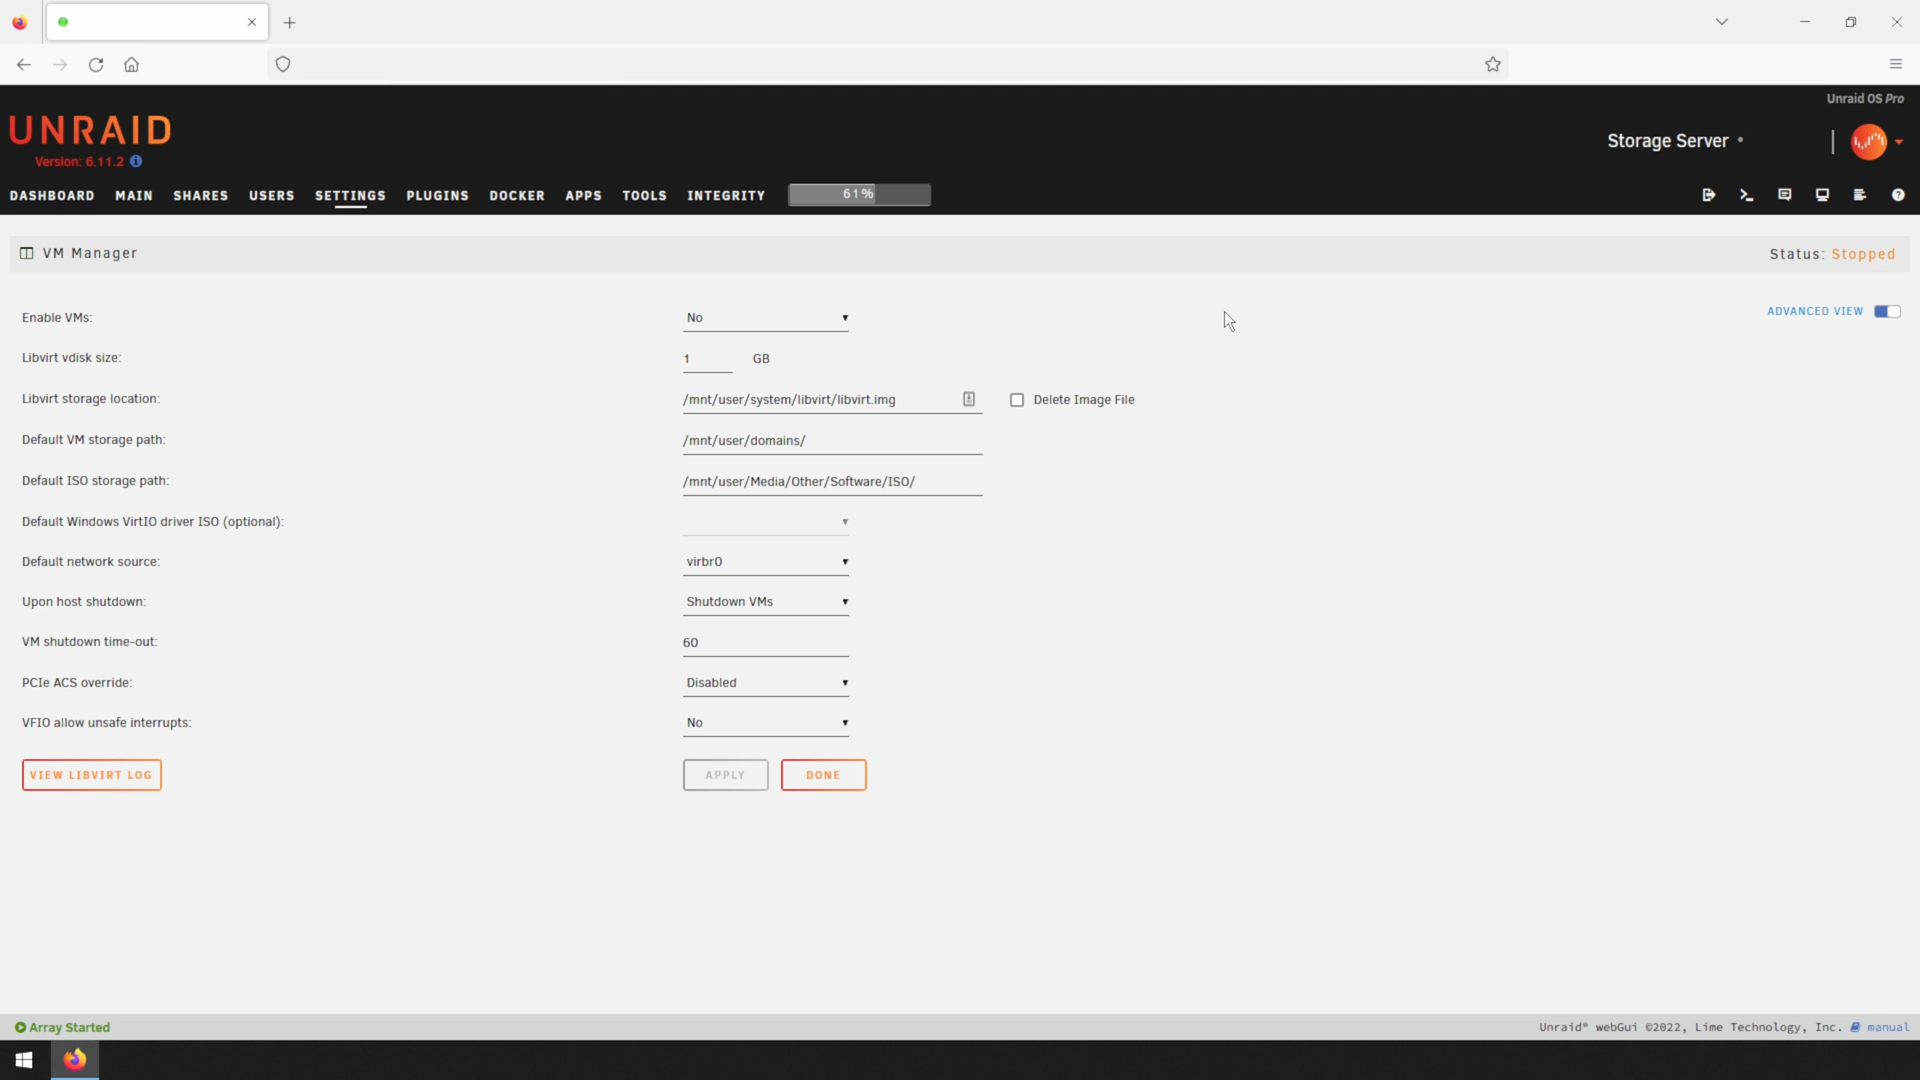 Unraid OS Pro
UNRAID
Version: 6.11.2
Storage Server •
DASHBOARD MAIN SHARES USERS SETTINGS PLUGINS DOCKER APPS TOOLS INTEGRITY 61%
VM Manager
Status: Stopped
ADVANCED VIEW
Enable VMs: No
Libvirt vdisk size: 1 GB
Libvirt storage location: /mnt/user/system/libvirt/libvirt.img Delete Image File
Default VM storage path: /mnt/user/domains/
Default ISO storage path: /mnt/user/Media/Other/Software/ISO/
Default Windows VirtIO driver ISO (optional):
Default network source: virbr0
Upon host shutdown: Shutdown VMs
VM shutdown time-out: 60
PCIe ACS override: Disabled
VFIO allow unsafe interrupts: No
VIEW LIBVIRT LOG APPLY DONE
Array Started
Unraid® webGui ©2022, Lime Technology, Inc. manual